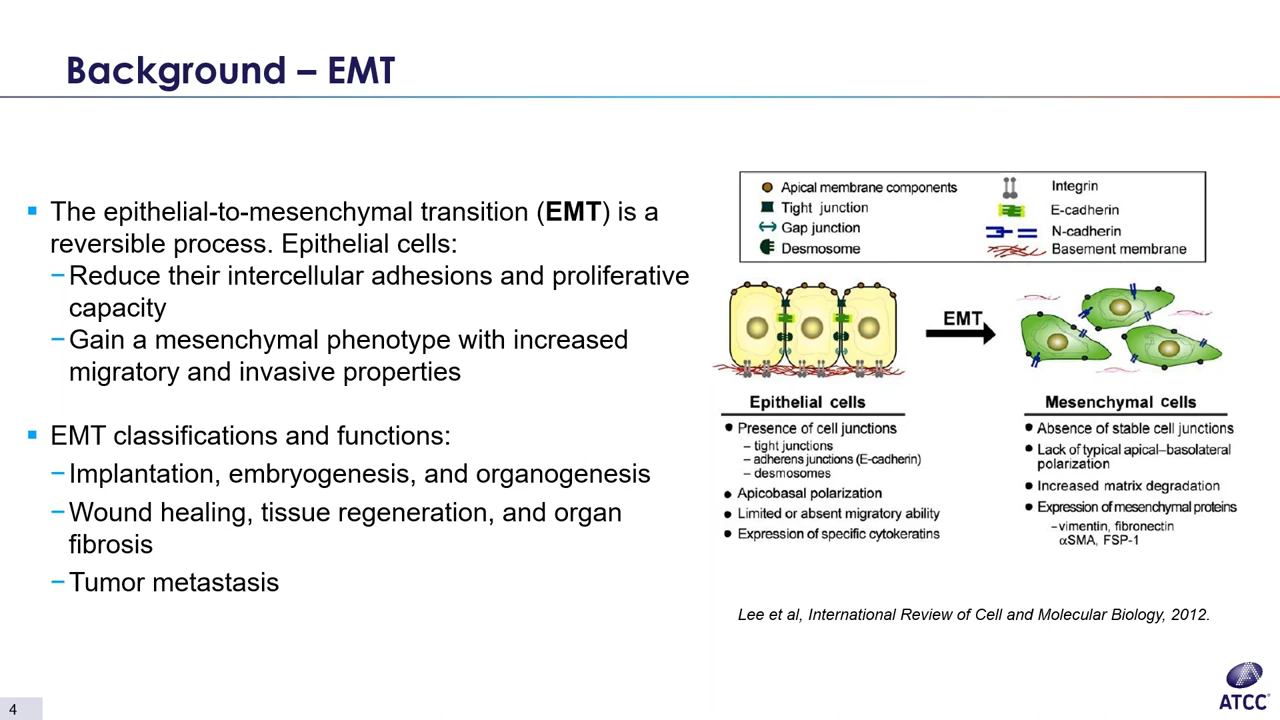 Background – EMT
▪ The epithelial-to-mesenchymal transition (EMT) is a
reversible process. Epithelial cells:
− Reduce their intercellular adhesions and proliferative
capacity
− Gain a mesenchymal phenotype with increased
migratory and invasive properties
▪ EMT classifications and functions:
− Implantation, embryogenesis, and organogenesis
− Wound healing, tissue regeneration, and organ
fibrosis
− Tumor metastasis
Apical membrane components
Tight junction
Gap junction
Desmosome
Integrin
E-cadherin
N-cadherin
Basement membrane
EMT
Epithelial cells
● Presence of cell junctions
– tight junctions
– adherens junctions (E-cadherin)
– desmosomes
● Apicobasal polarization
● Limited or absent migratory ability
● Expression of specific cytokeratins
Mesenchymal cells
● Absence of stable cell junctions
● Lack of typical apical–basolateral
polarization
● Increased matrix degradation
● Expression of mesenchymal proteins
– vimentin, fibronectin
αSMA, FSP-1
Lee et al, International Review of Cell and Molecular Biology, 2012.
4
ATCC